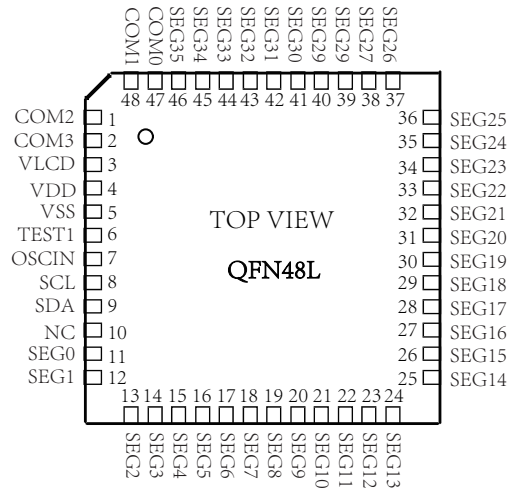 COM1
COM0
SEG35
SEG34
SEG33
SEG32
SEG31
SEG30
SEG29
SEG29
SEG27
SEG26
48 47 46 45 44 43 42 41 40 39 38 37
COM2 1
COM3 2
VLCD 3
VDD 4
VSS 5
TEST1 6
OSCIN 7
SCL 8
SDA 9
NC 10
SEG0 11
SEG1 12
TOP VIEW
QFN48L
36 SEG25
35 SEG24
34 SEG23
33 SEG22
32 SEG21
31 SEG20
30 SEG19
29 SEG18
28 SEG17
27 SEG16
26 SEG15
25 SEG14
13 14 15 16 17 18 19 20 21 22 23 24
SEG2
SEG3
SEG4
SEG5
SEG6
SEG7
SEG8
SEG9
SEG10
SEG11
SEG12
SEG13